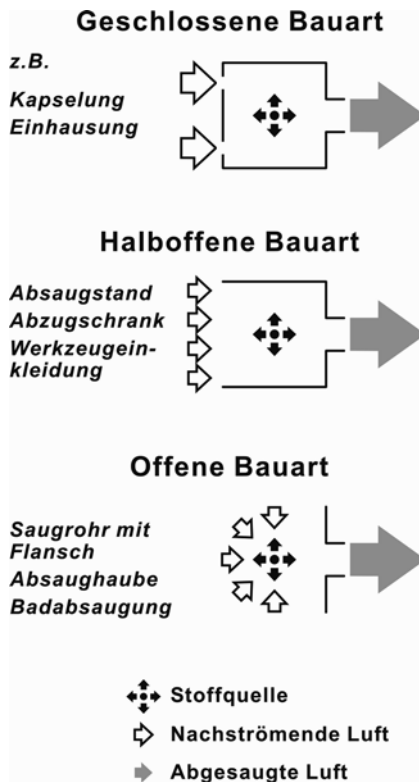 Geschlossene Bauart
z.B.
Kapselung
Einhausung
Halboffene Bauart
Absaugstand
Abzugschrank
Werkzeugein-
kleidung
Offene Bauart
Saugrohr mit
Flansch
Absaughaube
Badabsaugung
Stoffquelle
Nachströmende Luft
Abgesaugte Luft